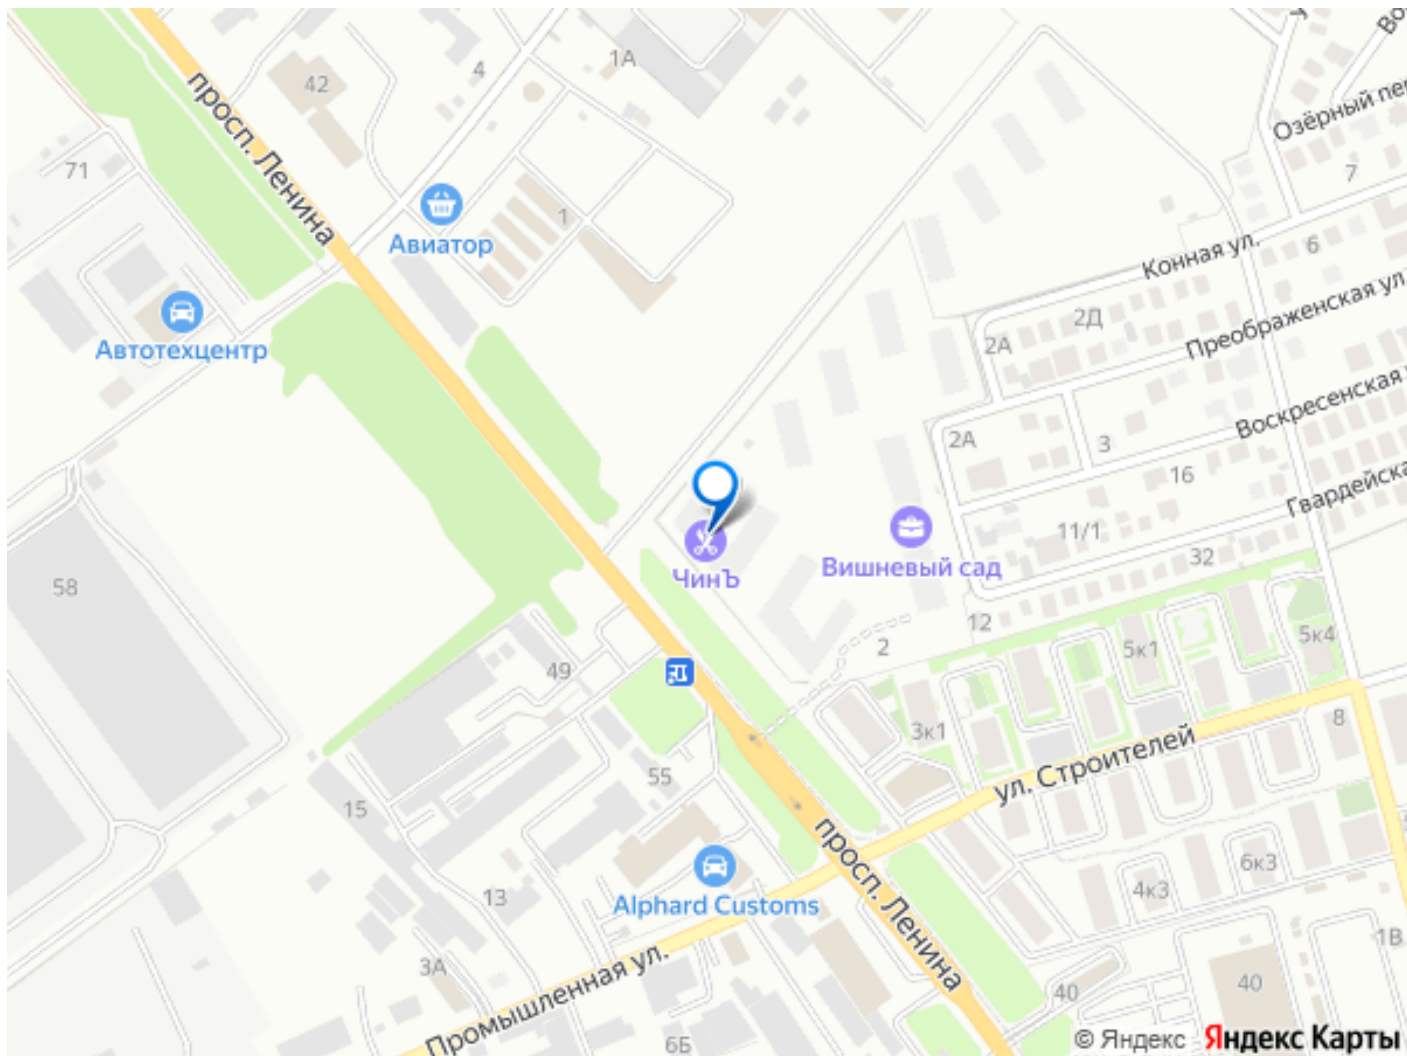 Во
Озёрный пер
просп. Ленина
42
4
1А
71
7
1
Авиатор
Конная ул.
6
Автотехцентр
2Д
Преображенская ул.
2А
Воскресенская
2А
3
16
Гвардейска
11/1
ЧинЪ
Вишневый сад
58
32
12
2
5к1
5к4
49
3к1
8
ул. Строителей
55
15
просп. Ленина
6к3
4к3
13
Alphard Customs
1В
3А
40
40
Промышленная ул.
6Б
© Яндекс Яндекс Карты